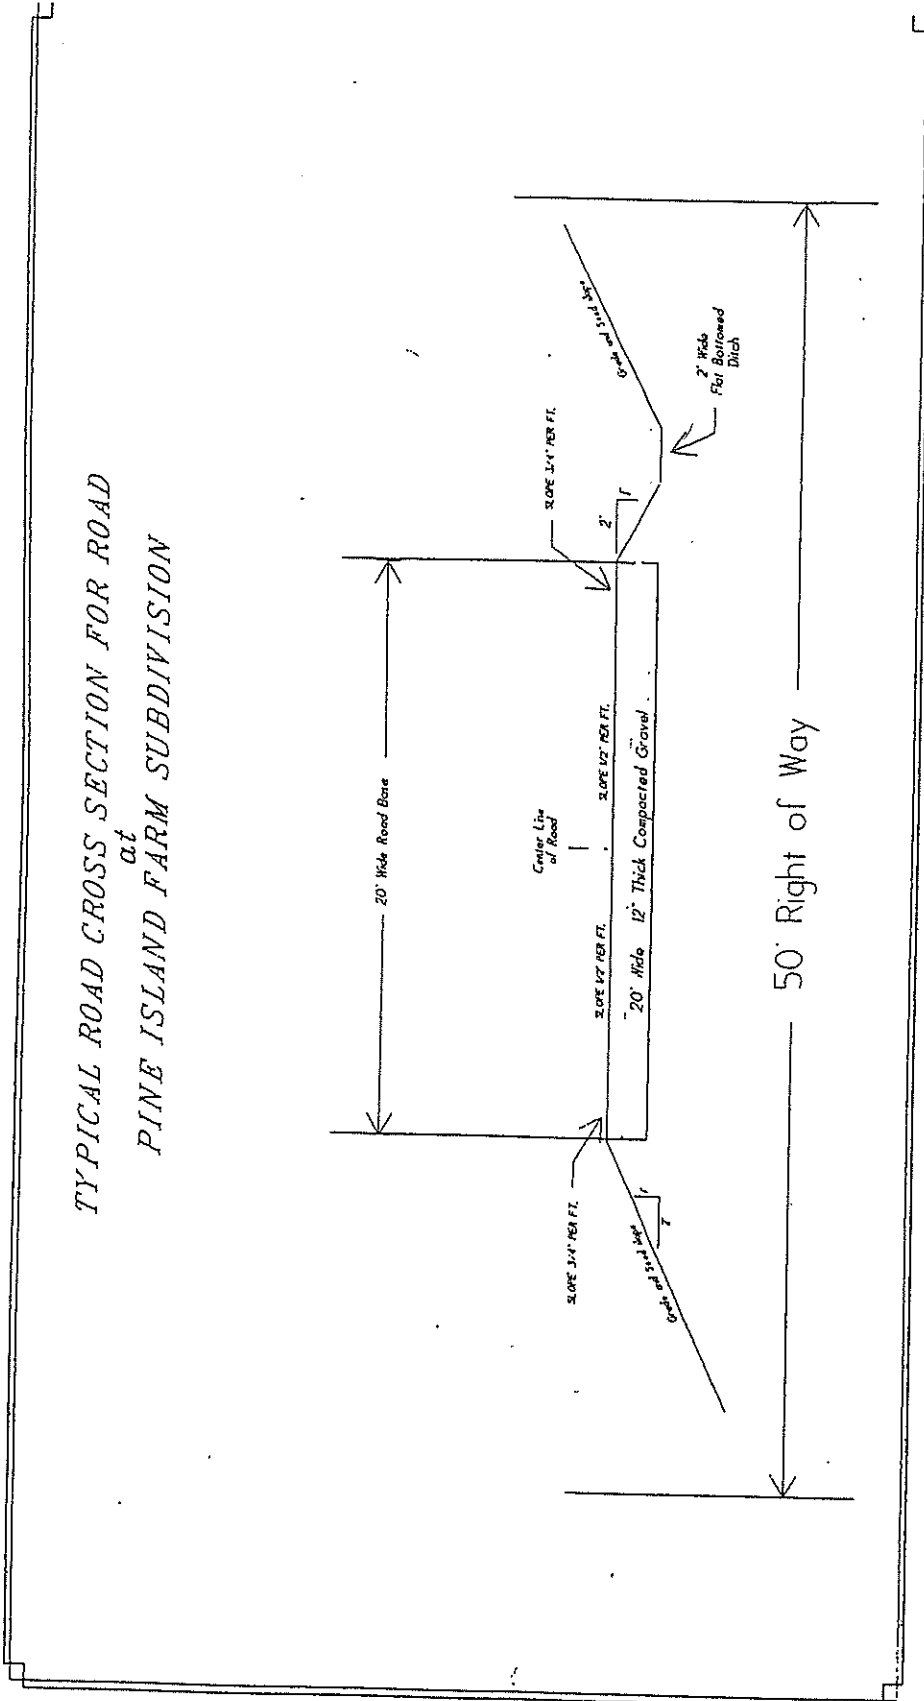 TYPICAL ROAD CROSS SECTION FOR ROAD
at
PINE ISLAND FARM SUBDIVISION
20' Wide Road Base
Center Line
of Road
SLOPE 3/4" PER FT.
SLOPE 1/2" PER FT.
SLOPE 1/2" PER FT.
SLOPE 3/4" PER FT.
20' Wide 12" Thick Compacted Gravel
Grade and Seed Slope
1'
2'
1'
Grade and Seed Slope
2' Wide
Flat Bottomed
Ditch
50' Right of Way